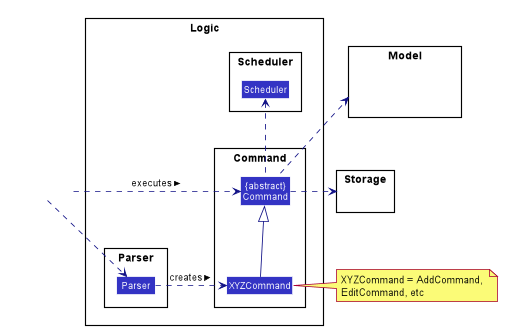 Logic
Scheduler
Scheduler
Model
Command
{abstract}
Command
Storage
executes
Parser
Parser
creates
XYZCommand
XYZCommand = AddCommand,
EditCommand, etc